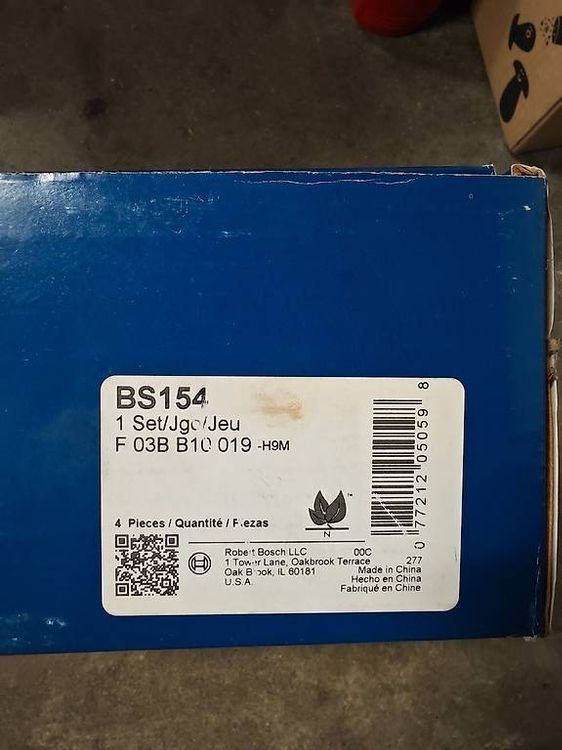 BS154
1 Set/Jgo/Jeu
F 03B B10 019 -H9M
4 Pieces / Quantité / Piezas
™
N
Robert Bosch LLC 00C
1 Tower Lane, Oakbrook Terrace 277
Oak Brook, IL 60181 Made in China
U.S.A. Hecho en China
Fabriqué en Chine
0 77212 05059 8